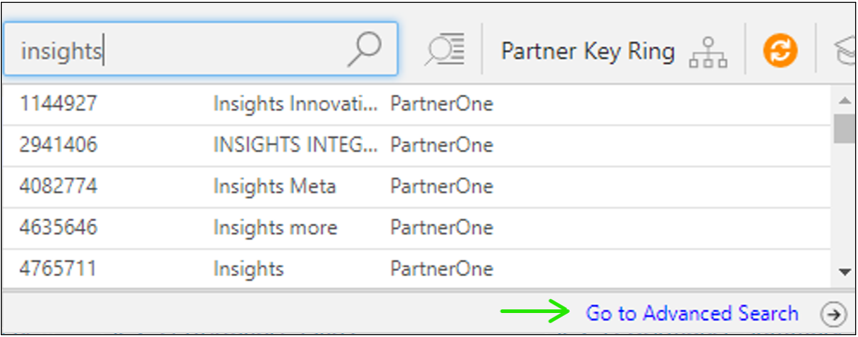 insights
Partner Key Ring
1144927 Insights Innovati... PartnerOne
2941406 INSIGHTS INTEG... PartnerOne
4082774 Insights Meta PartnerOne
4635646 Insights more PartnerOne
4765711 Insights PartnerOne
Go to Advanced Search